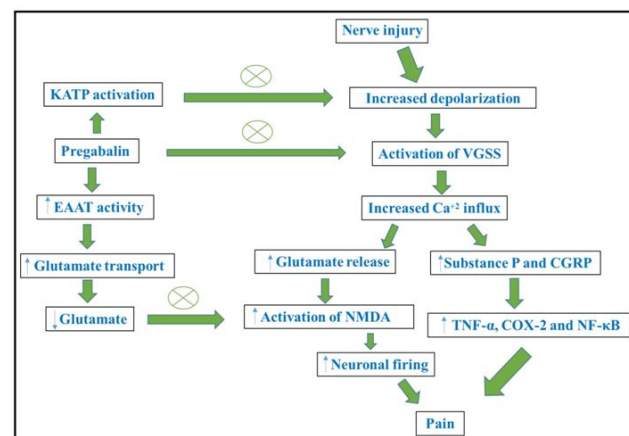 Nerve injury
KATP activation
Increased depolarization
Pregabalin
Activation of VGSS
↑ EAAT activity
Increased Ca⁺² influx
↑ Glutamate transport
↑ Glutamate release
↑ Substance P and CGRP
↓ Glutamate
↑ Activation of NMDA
↑ TNF-α, COX-2 and NF-κB
↑ Neuronal firing
Pain